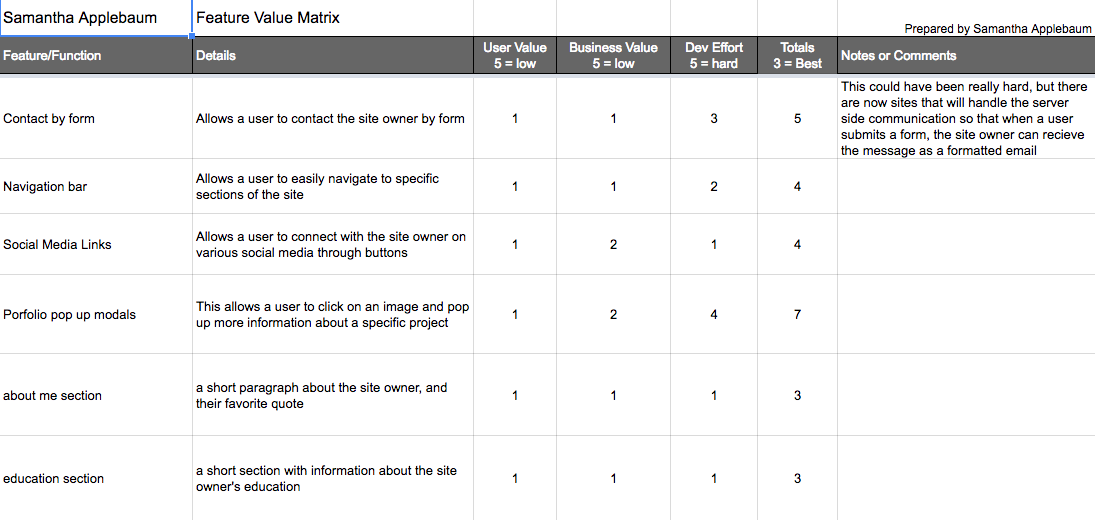 Samantha Applebaum Feature Value Matrix
Prepared by Samantha Applebaum
Feature/Function Details User Value Business Value Dev Effort Totals Notes or Comments
5 = low 5 = low 5 = hard 3 = Best
Contact by form Allows a user to contact the site owner by form 1 1 3 5
This could have been really hard, but there
are now sites that will handle the server
side communication so that when a user
submits a form, the site owner can recieve
the message as a formatted email
Navigation bar
Allows a user to easily navigate to specific
sections of the site
1 1 2 4
Social Media Links
Allows a user to connect with the site owner on
various social media through buttons
1 2 1 4
Porfolio pop up modals
This allows a user to click on an image and pop
up more information about a specific project
1 2 4 7
about me section
a short paragraph about the site owner, and
their favorite quote
1 1 1 3
education section
a short section with information about the site
owner's education
1 1 1 3